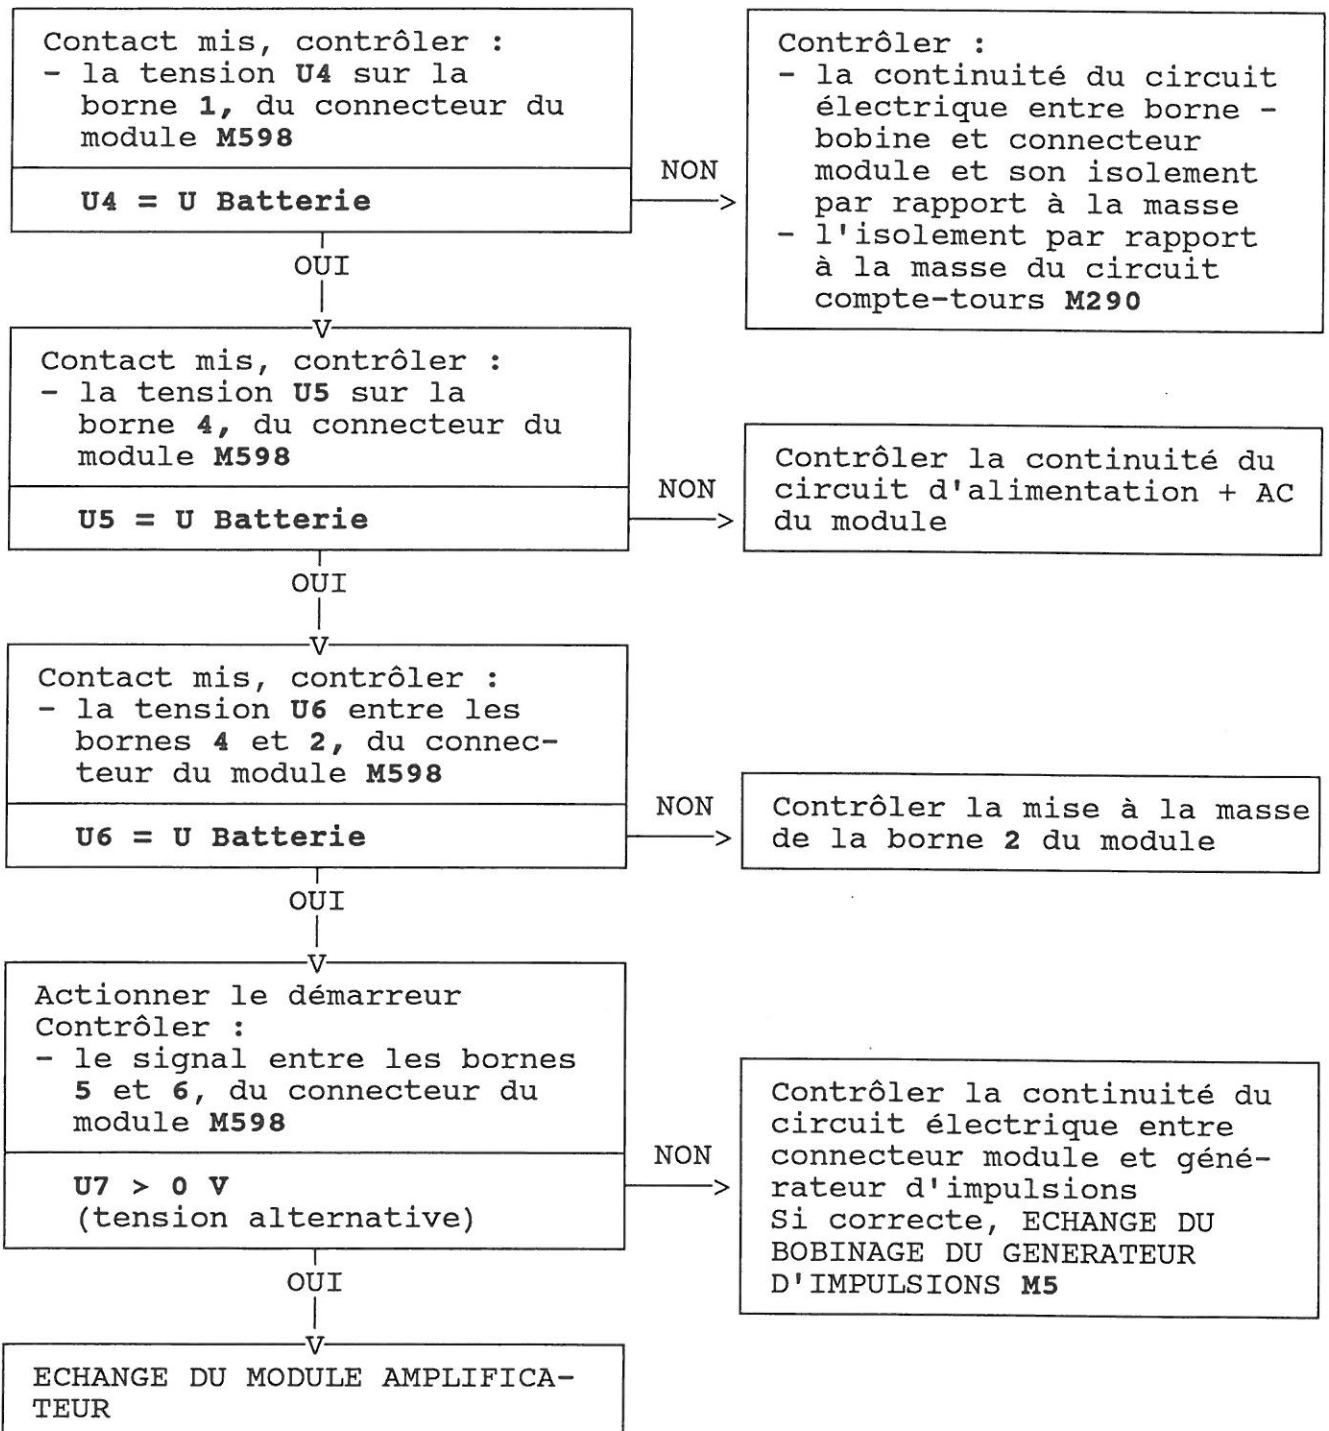 Contact mis, contrôler :
- la tension U4 sur la
borne 1, du connecteur du
module M598
U4 = U Batterie
NON
Contrôler :
- la continuité du circuit
électrique entre borne -
bobine et connecteur
module et son isolement
par rapport à la masse
- l'isolement par rapport
à la masse du circuit
compte-tours M290
OUI
Contact mis, contrôler :
- la tension U5 sur la
borne 4, du connecteur du
module M598
U5 = U Batterie
NON
Contrôler la continuité du
circuit d'alimentation + AC
du module
OUI
Contact mis, contrôler :
- la tension U6 entre les
bornes 4 et 2, du connec-
teur du module M598
U6 = U Batterie
NON
Contrôler la mise à la masse
de la borne 2 du module
OUI
Actionner le démarreur
Contrôler :
- le signal entre les bornes
5 et 6, du connecteur du
module M598
U7 > 0 V
(tension alternative)
NON
Contrôler la continuité du
circuit électrique entre
connecteur module et géné-
rateur d'impulsions
Si correcte, ECHANGE DU
BOBINAGE DU GENERATEUR
D'IMPULSIONS M5
OUI
ECHANGE DU MODULE AMPLIFICA-
TEUR